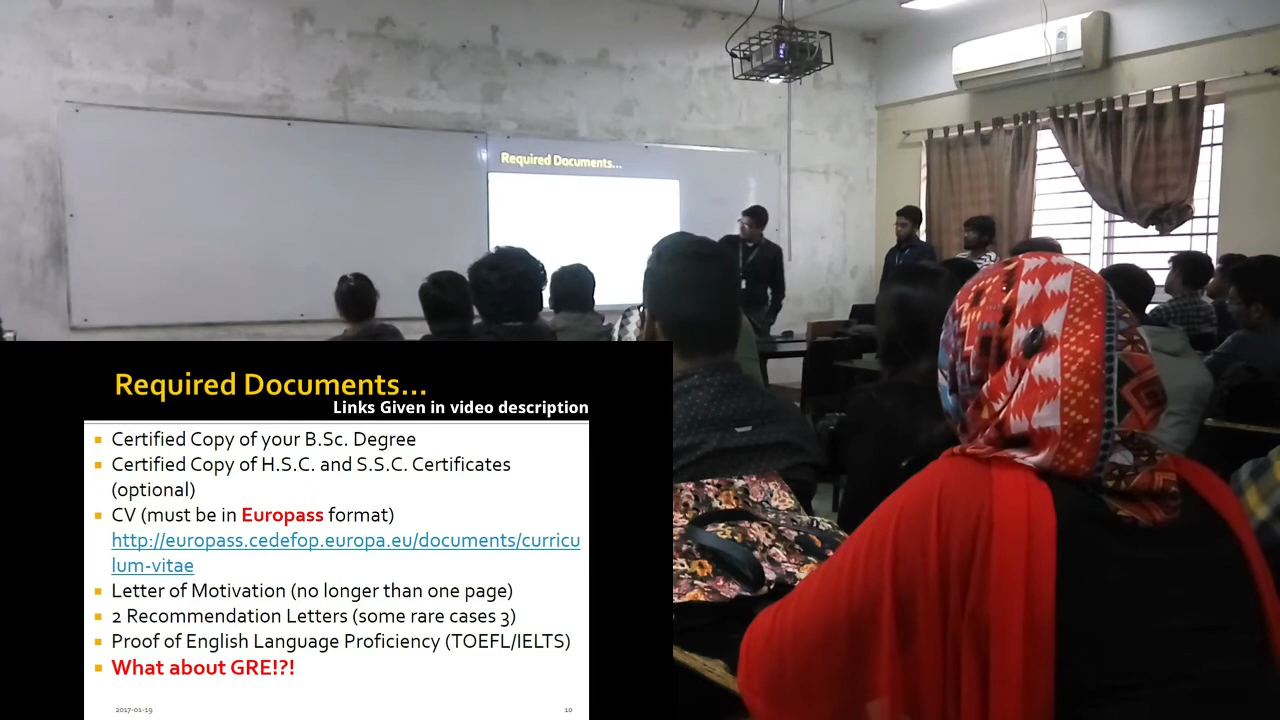 Required Documents...
Required Documents...
Links Given in video description
Certified Copy of your B.Sc. Degree
Certified Copy of H.S.C. and S.S.C. Certificates
(optional)
CV (must be in Europass format)
http://europass.cedefop.europa.eu/documents/curricu
lum-vitae
Letter of Motivation (no longer than one page)
2 Recommendation Letters (some rare cases 3)
Proof of English Language Proficiency (TOEFL/IELTS)
What about GRE!?!
2017-01-19
10